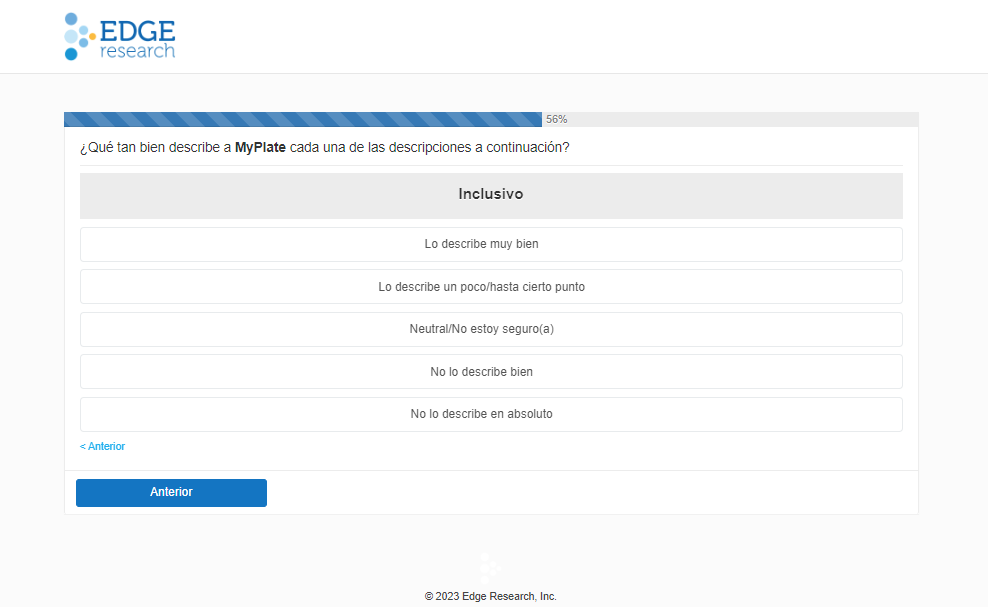 EDGE
research
56%
¿Qué tan bien describe a MyPlate cada una de las descripciones a continuación?
Inclusivo
Lo describe muy bien
Lo describe un poco/hasta cierto punto
Neutral/No estoy seguro(a)
No lo describe bien
No lo describe en absoluto
< Anterior
Anterior
© 2023 Edge Research, Inc.